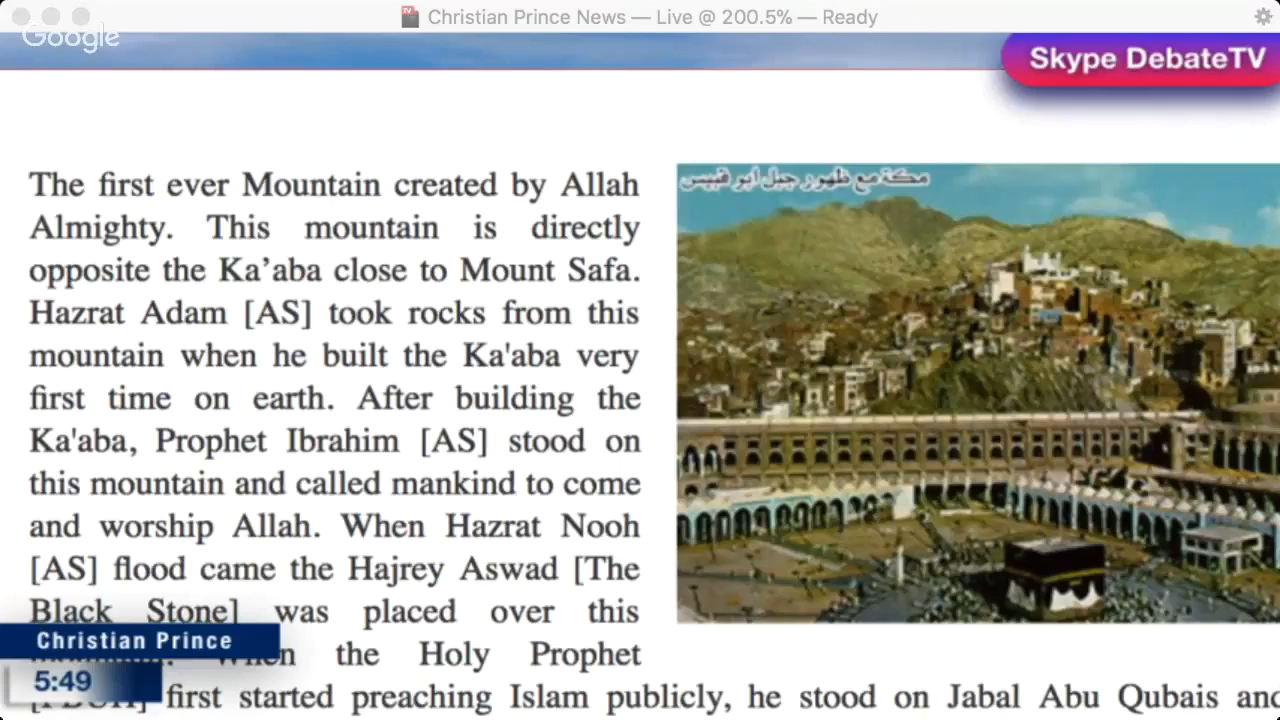 Christian Prince News — Live @ 200.5% — Ready
Google
Skype DebateTV
The first ever Mountain created by Allah
Almighty. This mountain is directly
opposite the Ka’aba close to Mount Safa.
Hazrat Adam [AS] took rocks from this
mountain when he built the Ka'aba very
first time on earth. After building the
Ka'aba, Prophet Ibrahim [AS] stood on
this mountain and called mankind to come
and worship Allah. When Hazrat Nooh
[AS] flood came the Hajrey Aswad [The
Black Stone] was placed over this
the Holy Prophet
first started preaching Islam publicly, he stood on Jabal Abu Qubais and
مكة مع ظهور جبل ابو قبيس
Christian Prince
5:49